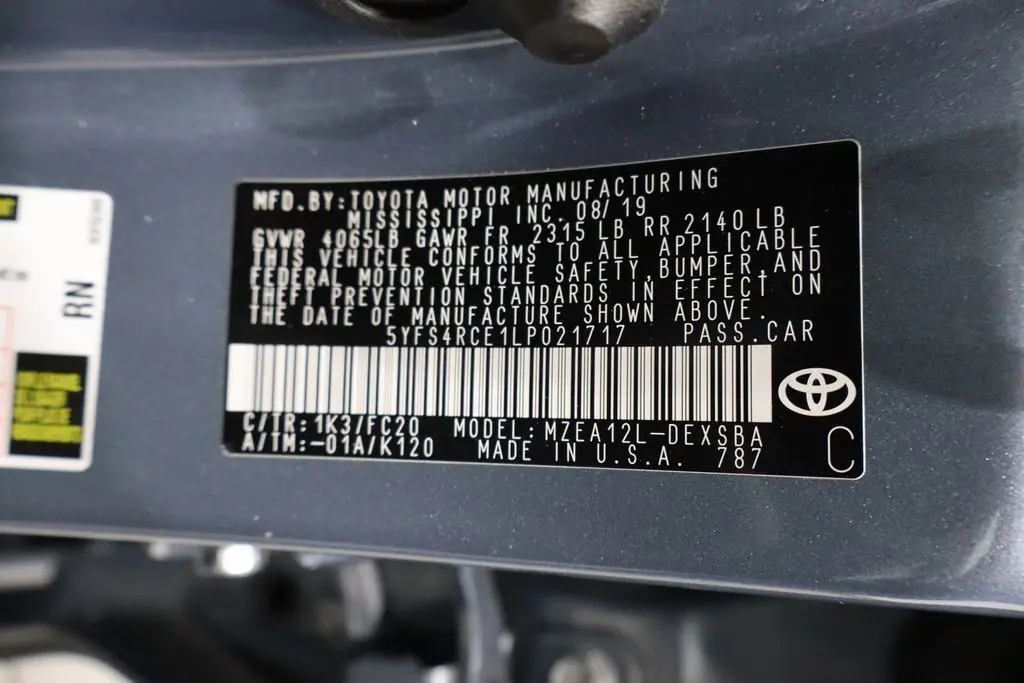 MFD.BY:TOYOTA MOTOR MANUFACTURING
MISSISSIPPI INC. 08/19
GVWR 4065LB GAWR FR 2315 LB RR 2140 LB
THIS VEHICLE CONFORMS TO ALL APPLICABLE
FEDERAL MOTOR VEHICLE SAFETY,BUMPER,AND
THEFT PREVENTION STANDARDS IN EFFECT ON
THE DATE OF MANUFACTURE SHOWN ABOVE.
5YFS4RCE1LP021717 PASS.CAR
C/TR:1K3/FC20 MODEL:MZEA12L-DEXSBA
A/TM:-01A/K120 MADE IN U.S.A. 787
C
RN